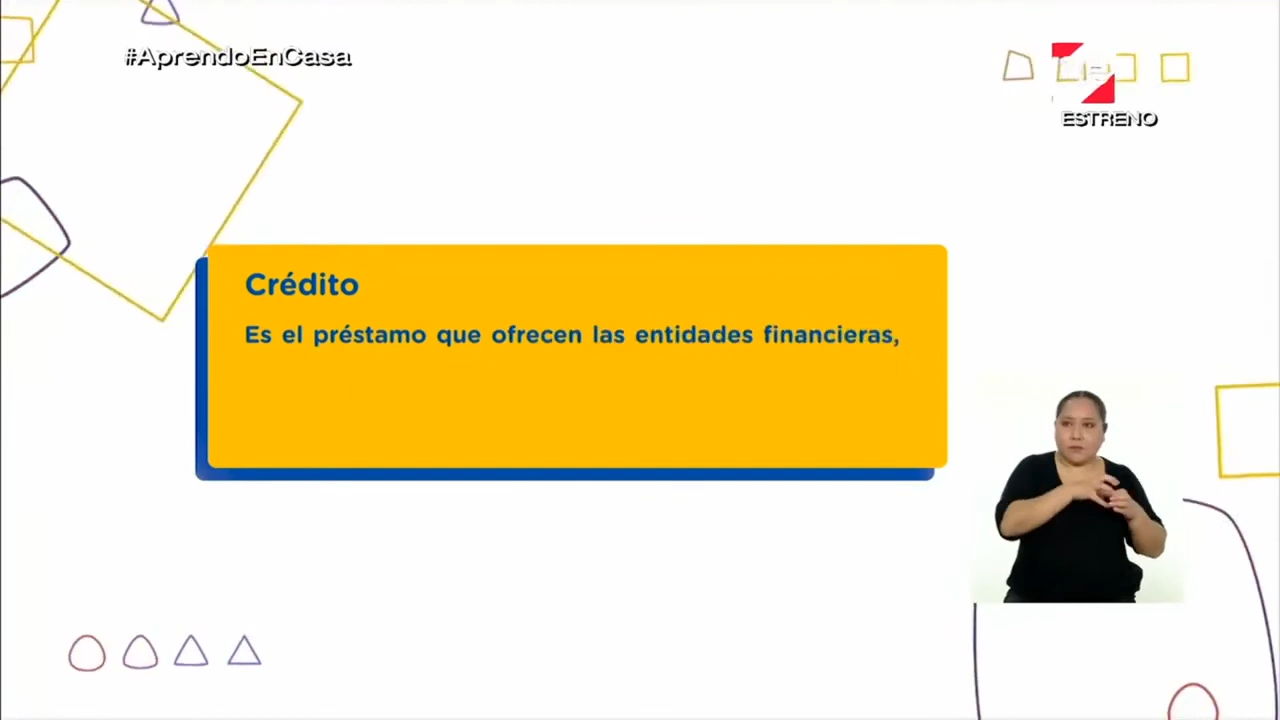 #AprendoEnCasa
ESTRENO
Crédito
Es el préstamo que ofrecen las entidades financieras,